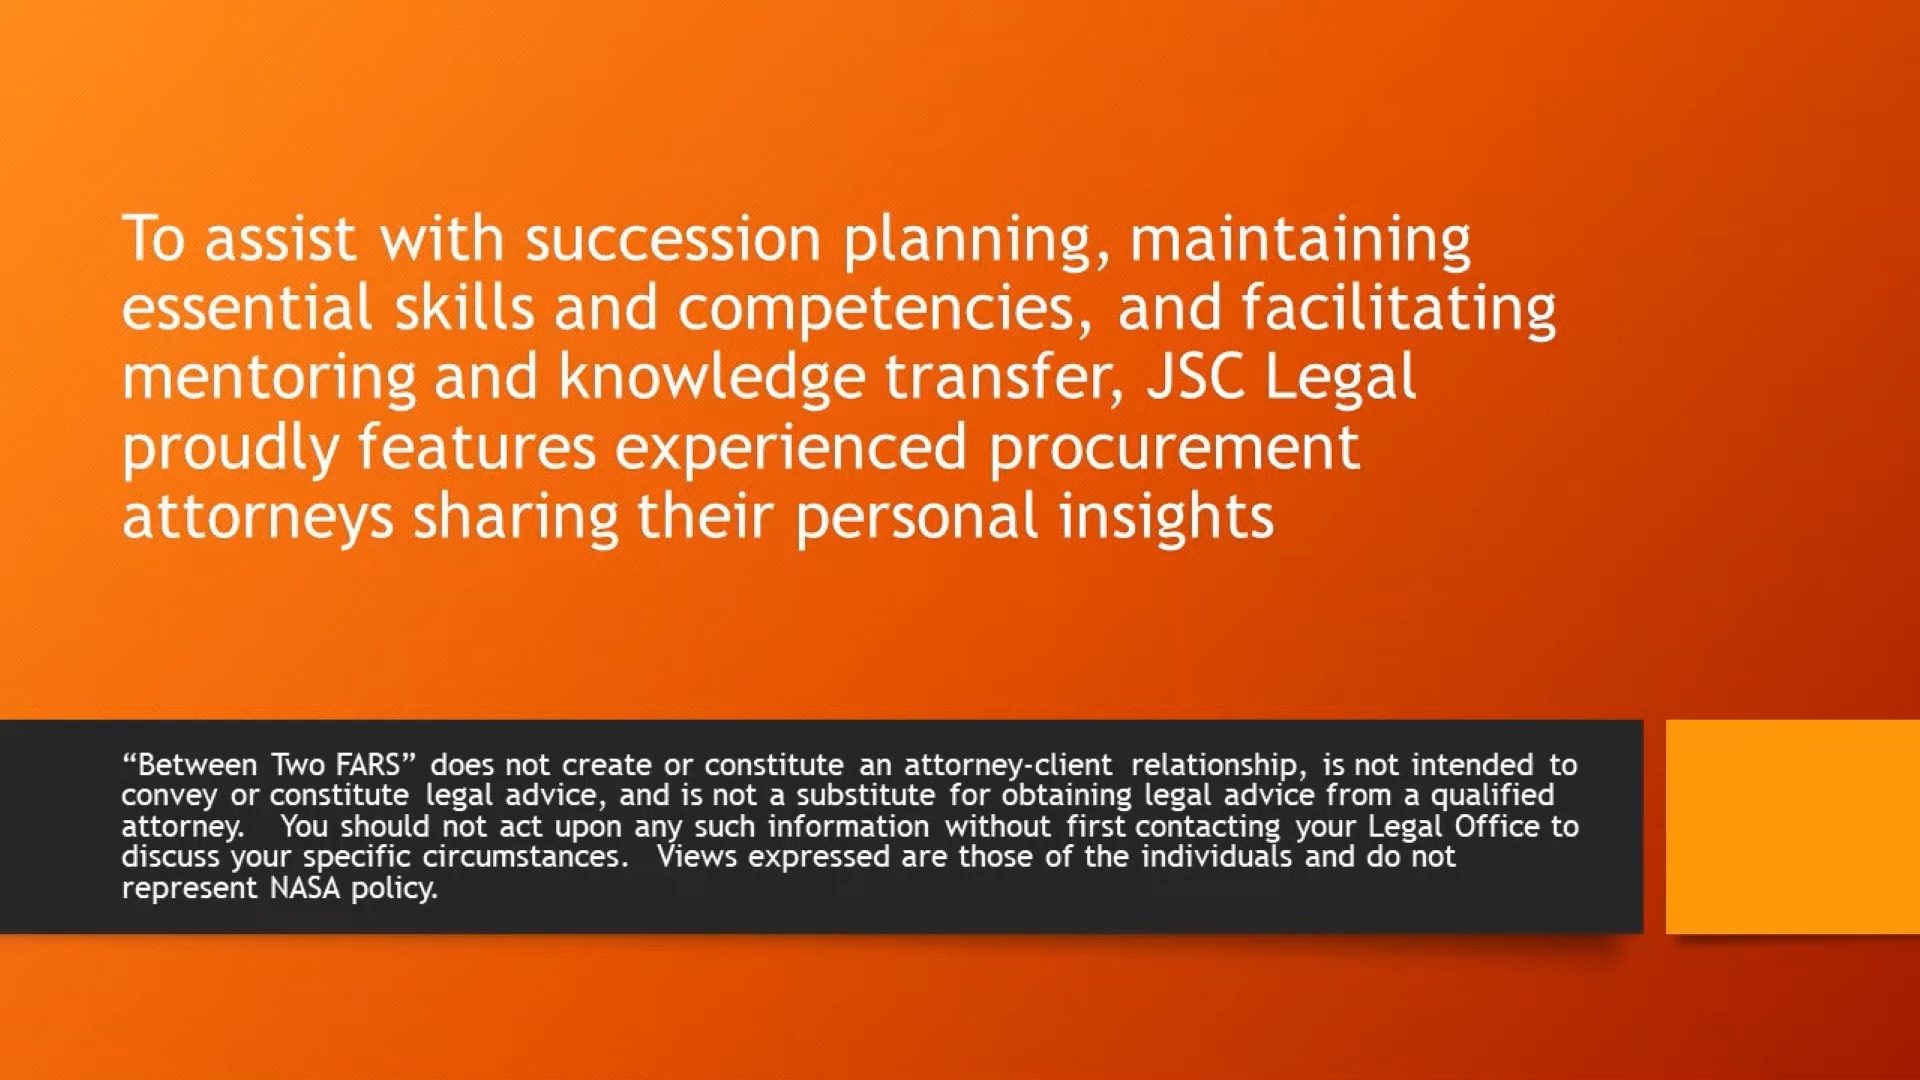 To assist with succession planning, maintaining
essential skills and competencies, and facilitating
mentoring and knowledge transfer, JSC Legal
proudly features experienced procurement
attorneys sharing their personal insights
“Between Two FARS” does not create or constitute an attorney-client relationship, is not intended to
convey or constitute legal advice, and is not a substitute for obtaining legal advice from a qualified
attorney. You should not act upon any such information without first contacting your Legal Office to
discuss your specific circumstances. Views expressed are those of the individuals and do not
represent NASA policy.